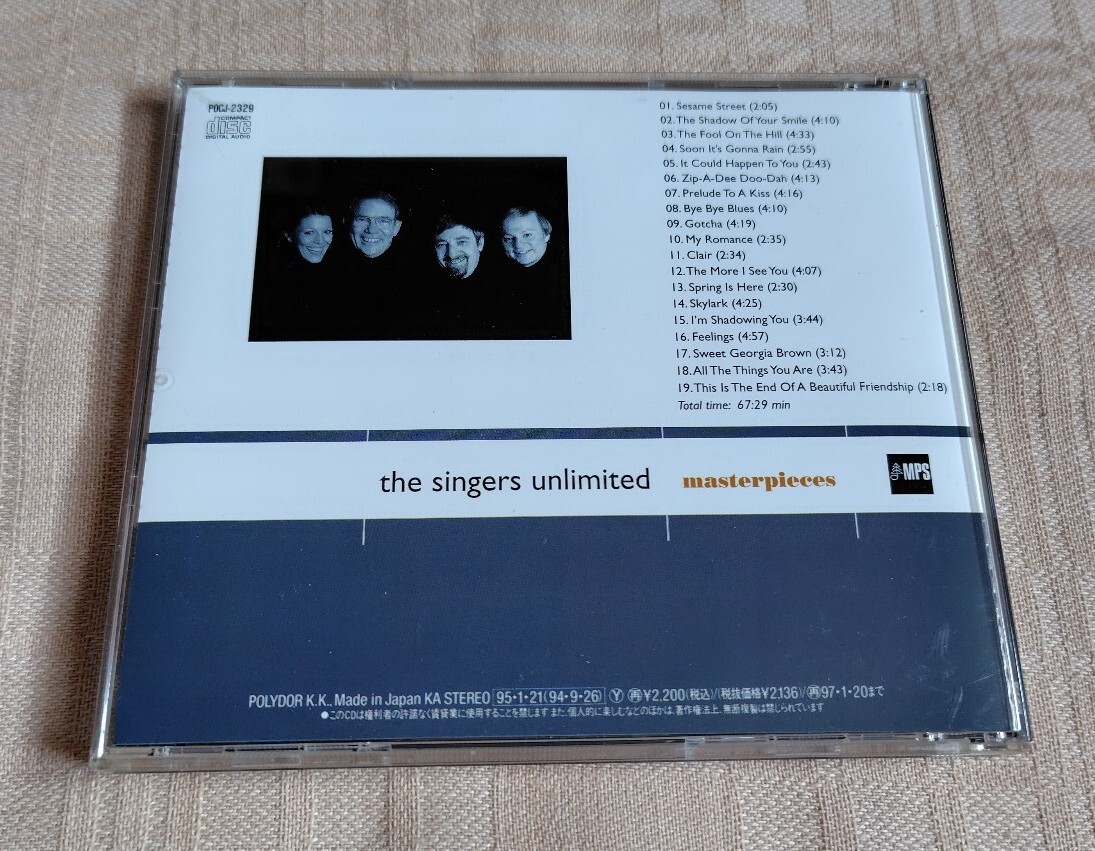 POCJ-2329
COMPACT
disc
DIGITAL AUDIO
01. Sesame Street (2:05)
02. The Shadow Of Your Smile (4:10)
03. The Fool On The Hill (4:33)
04. Soon It's Gonna Rain (2:55)
05. It Could Happen To You (2:43)
06. Zip-A-Dee Doo-Dah (4:13)
07. Prelude To A Kiss (4:16)
08. Bye Bye Blues (4:10)
09. Gotcha (4:19)
10. My Romance (2:35)
11. Clair (2:34)
12. The More I See You (4:07)
13. Spring Is Here (2:30)
14. Skylark (4:25)
15. I'm Shadowing You (3:44)
16. Feelings (4:57)
17. Sweet Georgia Brown (3:12)
18. All The Things You Are (3:43)
19. This Is The End Of A Beautiful Friendship (2:18)
Total time: 67:29 min
the singers unlimited masterpieces MPS
POLYDOR K.K., Made in Japan KA STEREO 95・1・21(94・9・26) Ⓨ ㊢¥2,200(税込)/(税抜価格¥2,136)/㊢97・1・20まで
●このCDは権利者の許諾なく賃貸業に使用することを禁じます また、個人的に楽しむなどのほかは、著作権法上、無断複製は禁じられています